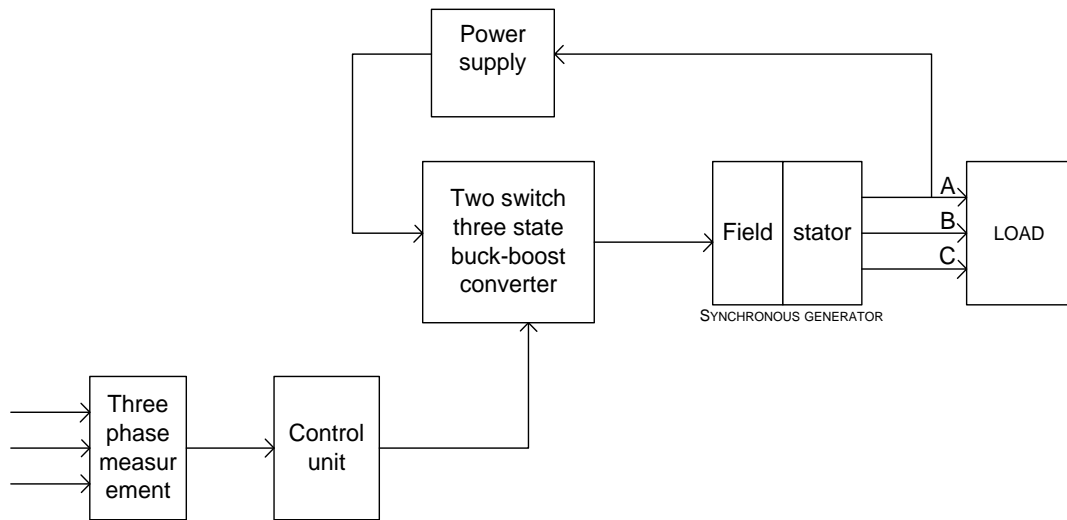 Power
supply
Two switch
three state
buck-boost
converter
Field
stator
SYNCHRONOUS GENERATOR
A
B
C
LOAD
Three
phase
measur
ement
Control
unit